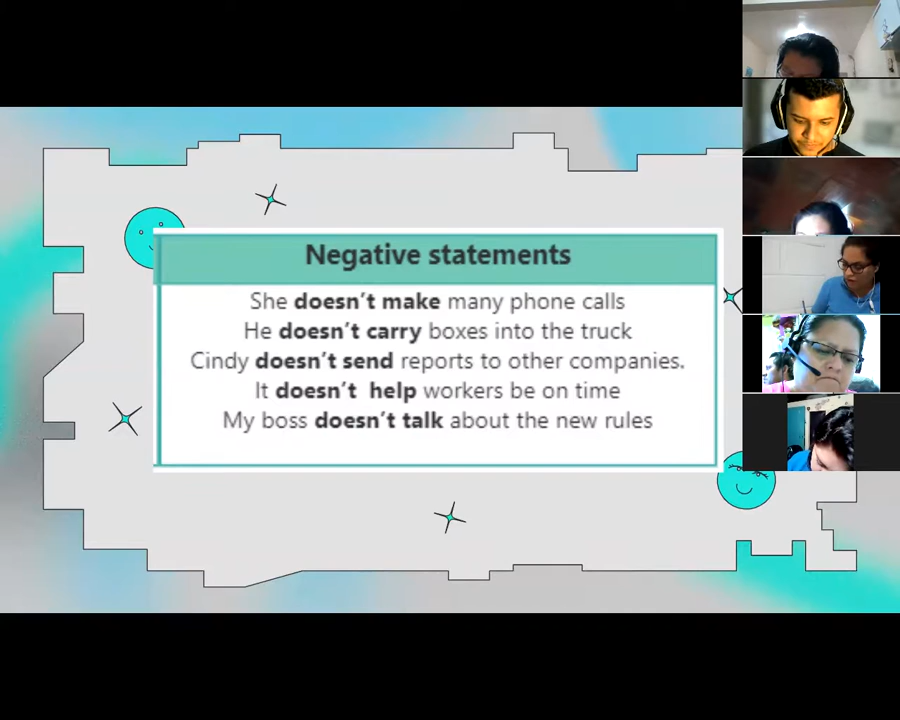 Negative statements
She doesn't make many phone calls
He doesn't carry boxes into the truck
Cindy doesn't send reports to other companies.
It doesn't  help workers be on time
My boss doesn't talk about the new rules